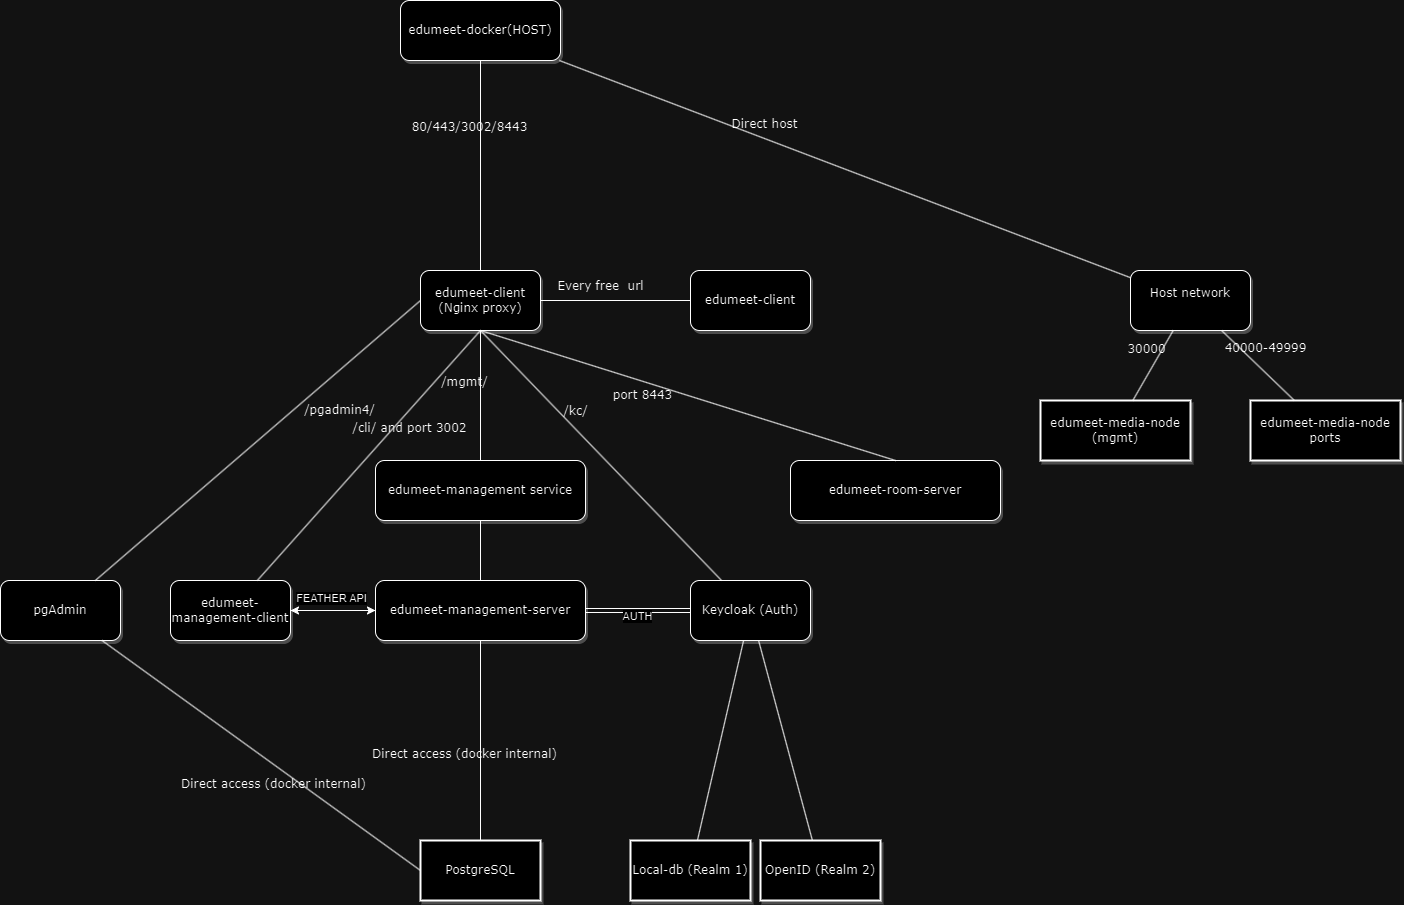 edumeet-docker(HOST)
80/443/3002/8443
Direct host
edumeet-client
(Nginx proxy)
Every free  url
edumeet-client
Host network
30000
40000-49999
/mgmt/
port 8443
/pgadmin4/
/kc/
/cli/ and port 3002
edumeet-media-node
(mgmt)
edumeet-media-node
ports
edumeet-management service
edumeet-room-server
pgAdmin
edumeet-
management-client
FEATHER API
edumeet-management-server
AUTH
Keycloak (Auth)
Direct access (docker internal)
Direct access (docker internal)
PostgreSQL
Local-db (Realm 1)
OpenID (Realm 2)